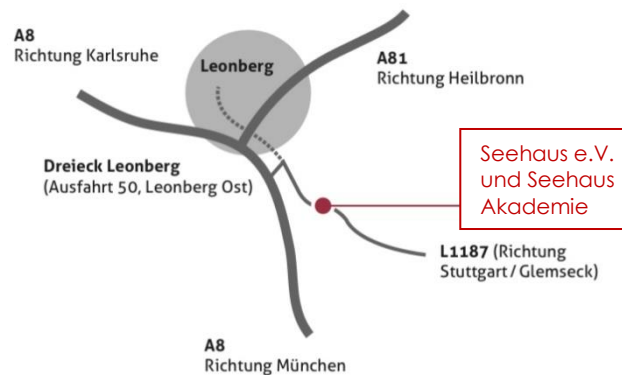 A8
Richtung Karlsruhe
Leonberg
A81
Richtung Heilbronn
Dreieck Leonberg
(Ausfahrt 50, Leonberg Ost)
Seehaus e.V.
und Seehaus
Akademie
L1187 (Richtung
Stuttgart / Glemseck)
A8
Richtung München